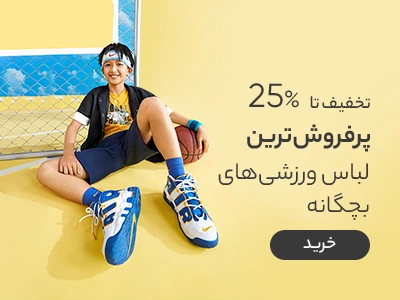 تخفیف تا 25%
پرفروش‌ترین
لباس ورزشی‌های
بچگانه
خرید